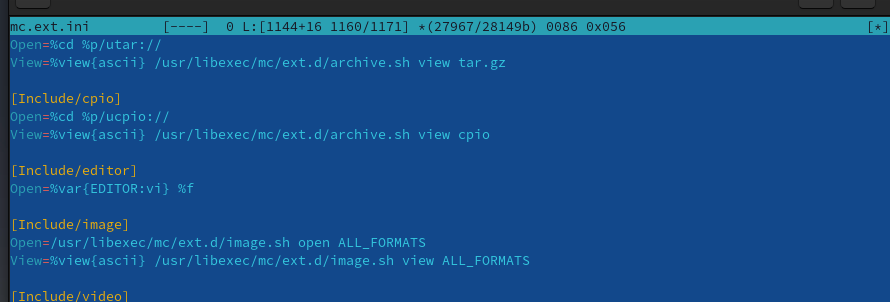 mc.ext.ini [----] 0 L:[1144+16 1160/1171] *(27967/28149b) 0086 0x056 [*]
Open=%cd %p/utar://
View=%view{ascii} /usr/libexec/mc/ext.d/archive.sh view tar.gz
[Include/cpio]
Open=%cd %p/ucpio://
View=%view{ascii} /usr/libexec/mc/ext.d/archive.sh view cpio
[Include/editor]
Open=%var{EDITOR:vi} %f
[Include/image]
Open=/usr/libexec/mc/ext.d/image.sh open ALL_FORMATS
View=%view{ascii} /usr/libexec/mc/ext.d/image.sh view ALL_FORMATS
[Include/video]